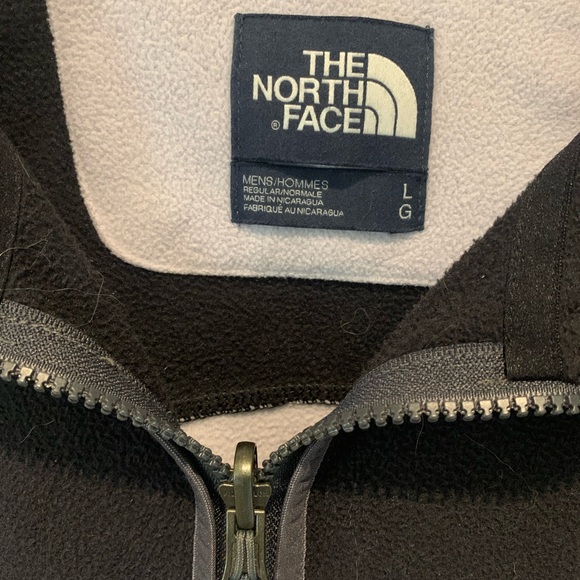 THE
NORTH
FACE
®
MENS/HOMMES
REGULAR/NORMALE
MADE IN NICARAGUA
FABRIQUÉ AU NICARAGUA
L
G